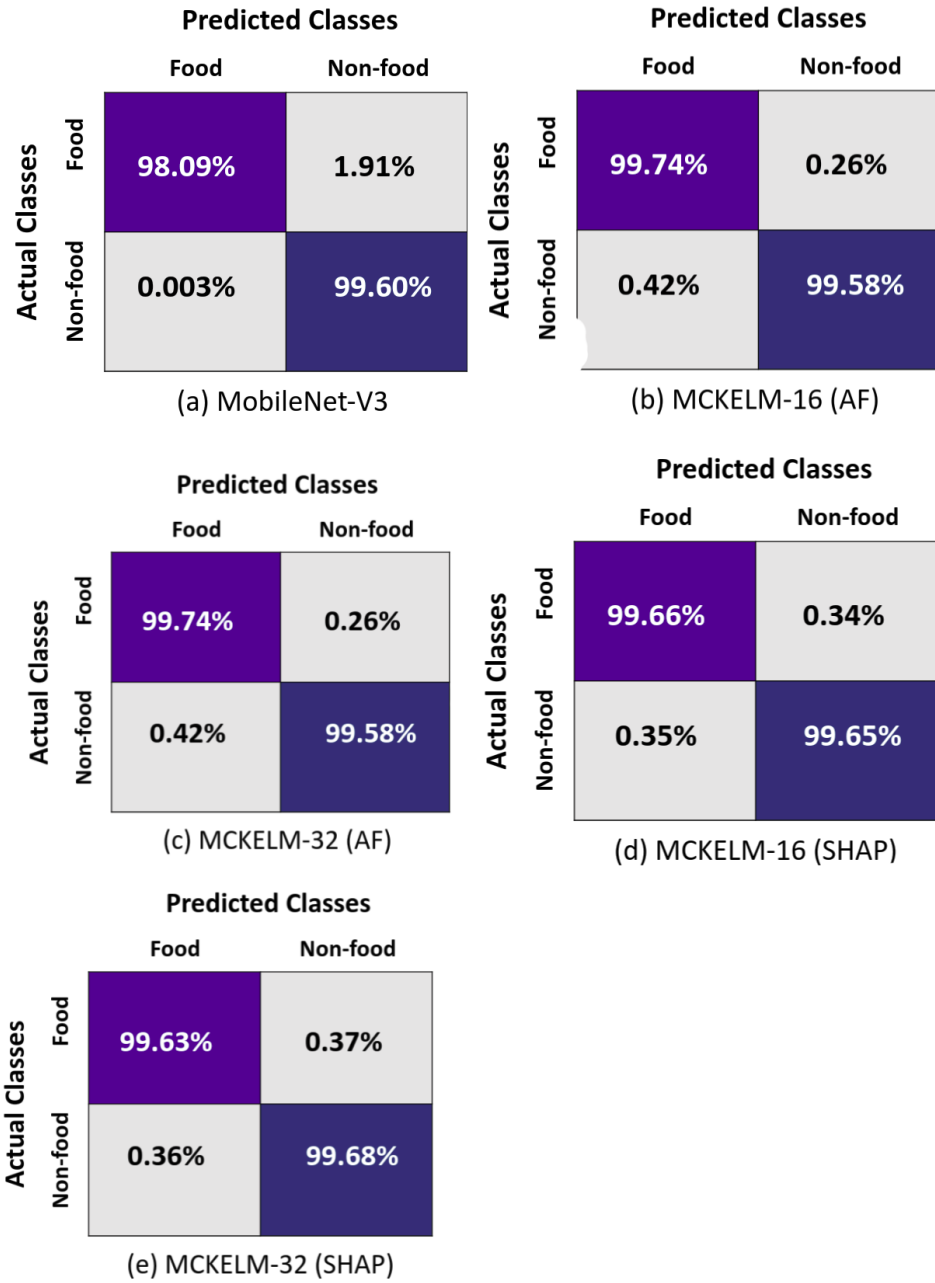 Predicted Classes
Food Non-food
Actual Classes
Food
98.09% 1.91%
Non-food
0.003% 99.60%
(a) MobileNet-V3
Predicted Classes
Food Non-food
Actual Classes
Food
99.74% 0.26%
Non-food
0.42% 99.58%
(b) MCKELM-16 (AF)
Predicted Classes
Food Non-food
Actual Classes
Food
99.74% 0.26%
Non-food
0.42% 99.58%
(c) MCKELM-32 (AF)
Predicted Classes
Food Non-food
Actual Classes
Food
99.66% 0.34%
Non-food
0.35% 99.65%
(d) MCKELM-16 (SHAP)
Predicted Classes
Food Non-food
Actual Classes
Food
99.63% 0.37%
Non-food
0.36% 99.68%
(e) MCKELM-32 (SHAP)